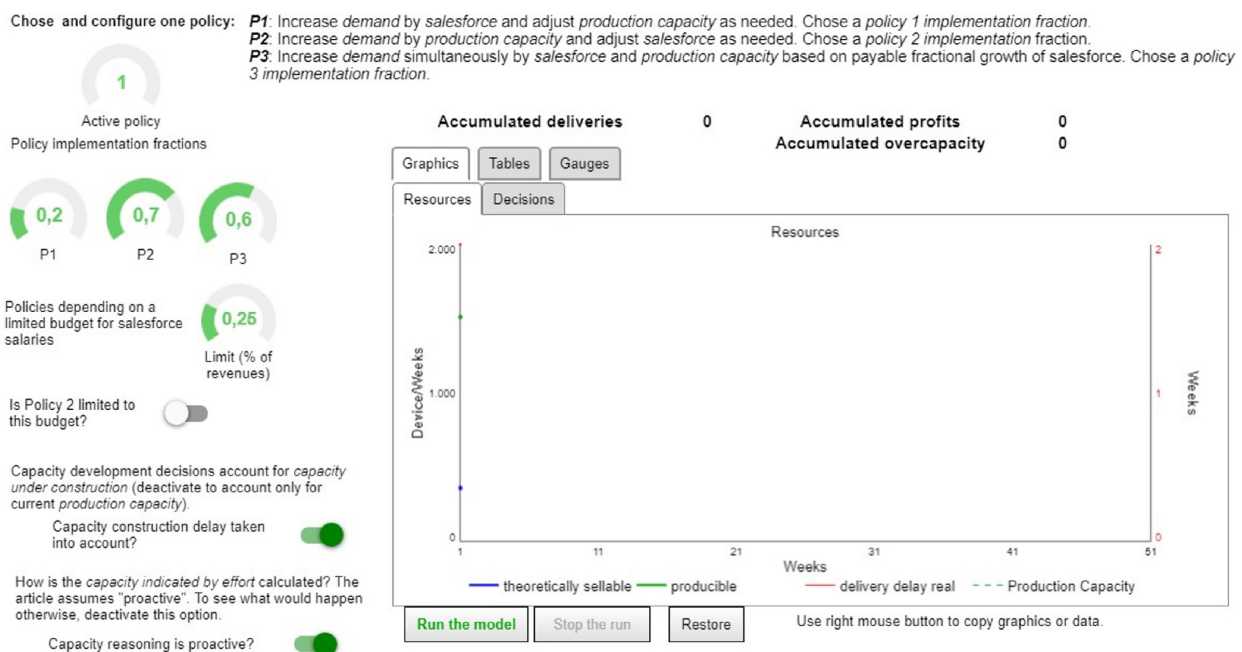 Chose and configure one policy:
P1: Increase demand by salesforce and adjust production capacity as needed. Chose a policy 1 implementation fraction.
P2: Increase demand by production capacity and adjust salesforce as needed. Chose a policy 2 implementation fraction.
P3: Increase demand simultaneously by salesforce and production capacity based on payable fractional growth of salesforce. Chose a policy
3 implementation fraction.
1
Active policy
Policy implementation fractions
0,2
0,7
0,6
P1
P2
P3
Policies depending on a
limited budget for salesforce
salaries
0,25
Limit (% of
revenues)
Is Policy 2 limited to
this budget?
Capacity development decisions account for capacity
under construction (deactivate to account only for
current production capacity).
Capacity construction delay taken
into account?
How is the capacity indicated by effort calculated? The
article assumes "proactive". To see what would happen
otherwise, deactivate this option.
Capacity reasoning is proactive?
Accumulated deliveries 0 Accumulated profits 0
Accumulated overcapacity 0
Graphics Tables Gauges
Resources Decisions
Resources
2.000
1.000
0
Device/Weeks
2
1
0
Weeks
1 11 21 31 41 51
Weeks
theoretically sellable producible delivery delay real Production Capacity
Run the model Stop the run Restore Use right mouse button to copy graphics or data.